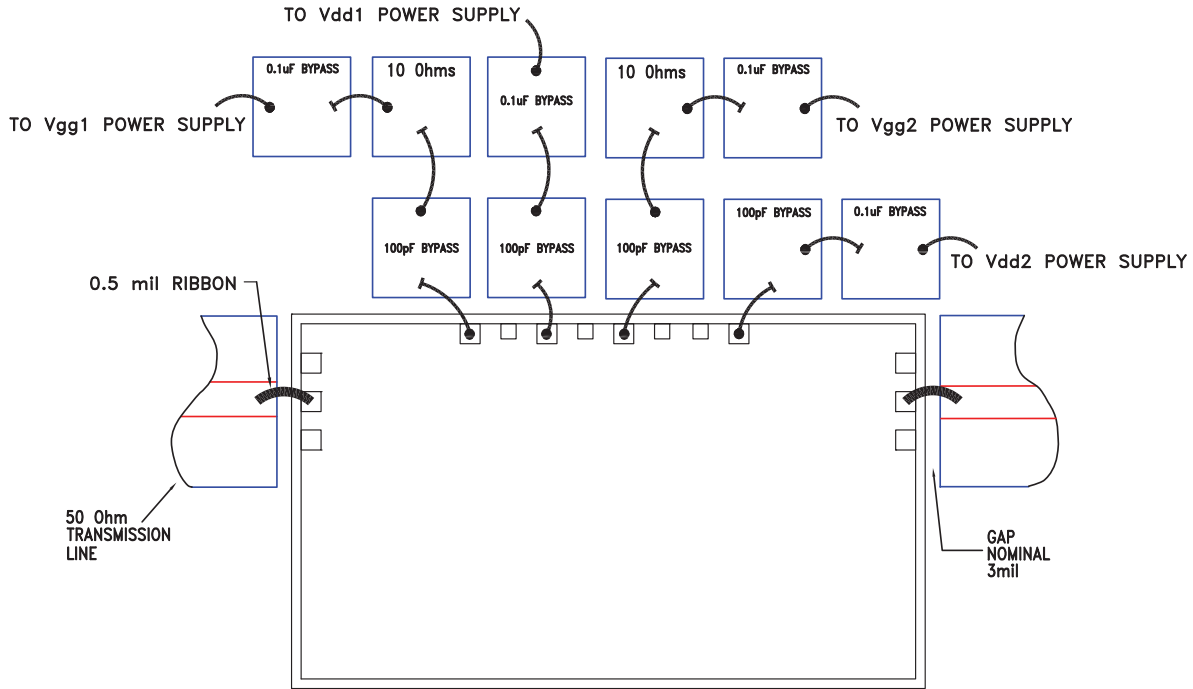 TO Vdd1 POWER SUPPLY
0.1uF BYPASS
10 Ohms
0.1uF BYPASS
10 Ohms
0.1uF BYPASS
TO Vgg1 POWER SUPPLY
TO Vgg2 POWER SUPPLY
100pF BYPASS
100pF BYPASS
100pF BYPASS
100pF BYPASS
0.1uF BYPASS
TO Vdd2 POWER SUPPLY
0.5 mil RIBBON
50 Ohm
TRANSMISSION
LINE
GAP
NOMINAL
3mil